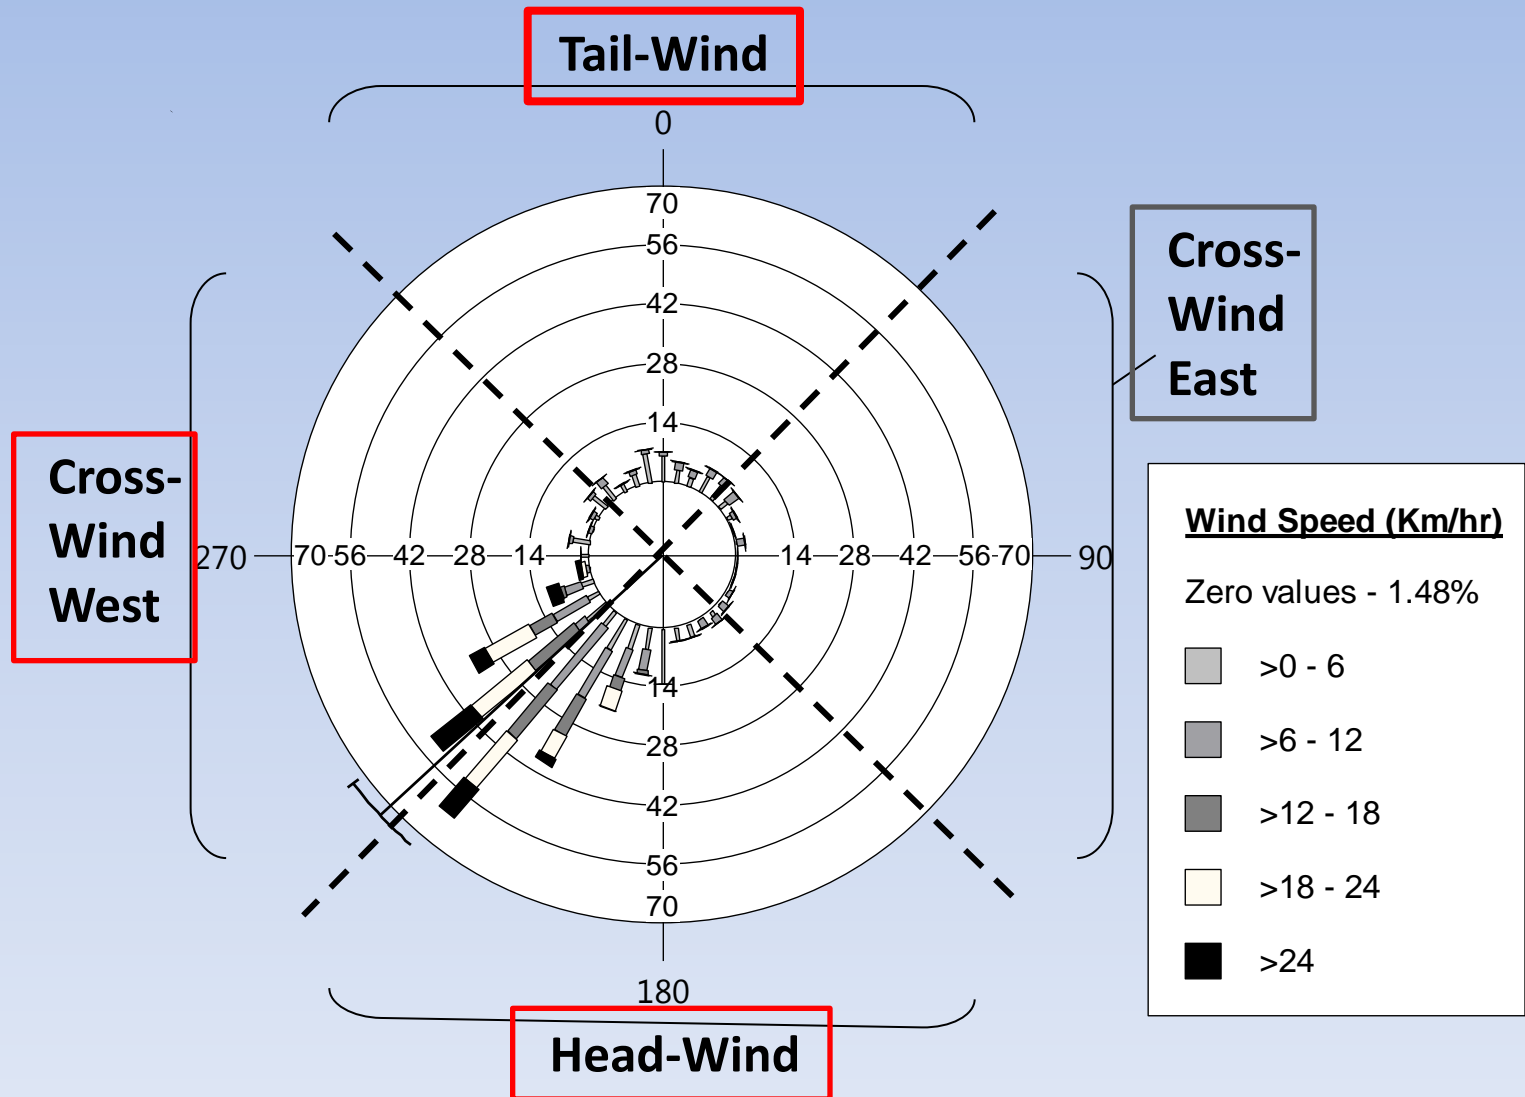 Tail-Wind
0
70
56
42
28
14
Cross-
Wind
East
Cross-
Wind
West
270
70
56
42
28
14
14
28
42
56
70
90
14
28
42
56
70
180
Head-Wind
Wind Speed (Km/hr)
Zero values - 1.48%
>0 - 6
>6 - 12
>12 - 18
>18 - 24
>24